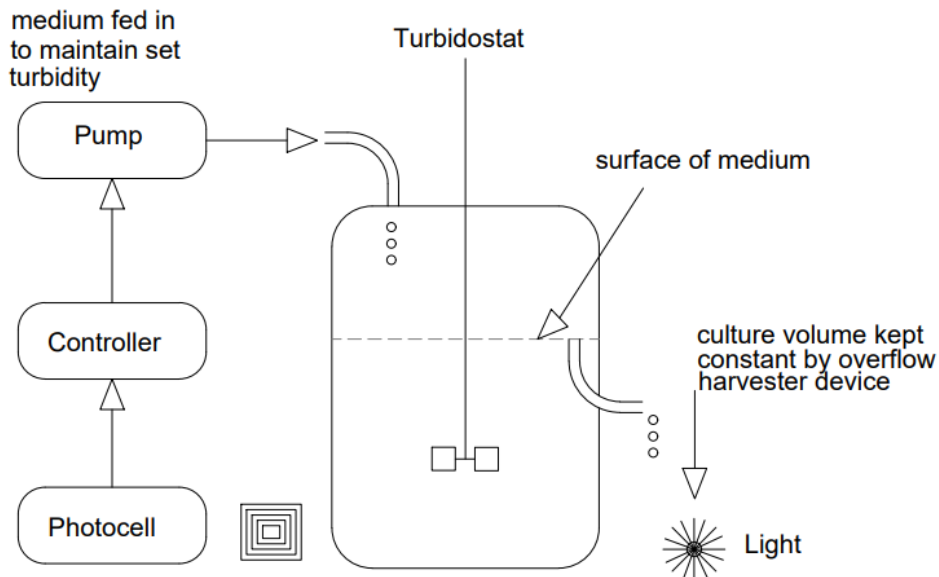 medium fed in
to maintain set
turbidity
Turbidostat
Pump
surface of medium
Controller
culture volume kept
constant by overflow
harvester device
Photocell
Light